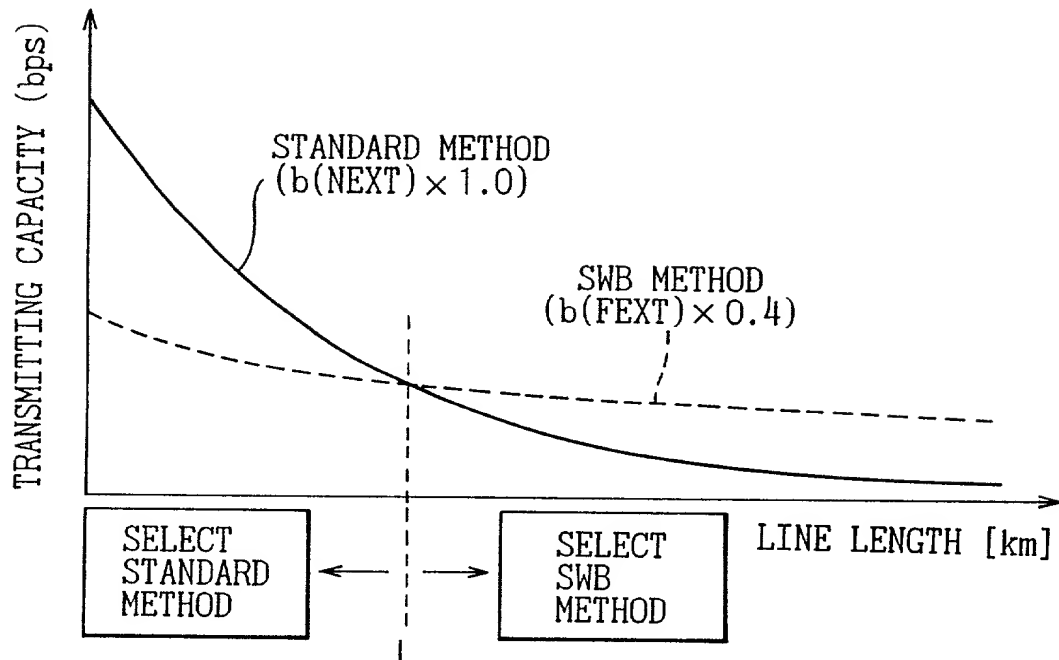 TRANSMITTING CAPACITY (bps)
STANDARD METHOD
(b(NEXT) × 1.0)
SWB METHOD
(b(FEXT) × 0.4)
LINE LENGTH [km]
SELECT
STANDARD
METHOD
SELECT
SWB
METHOD